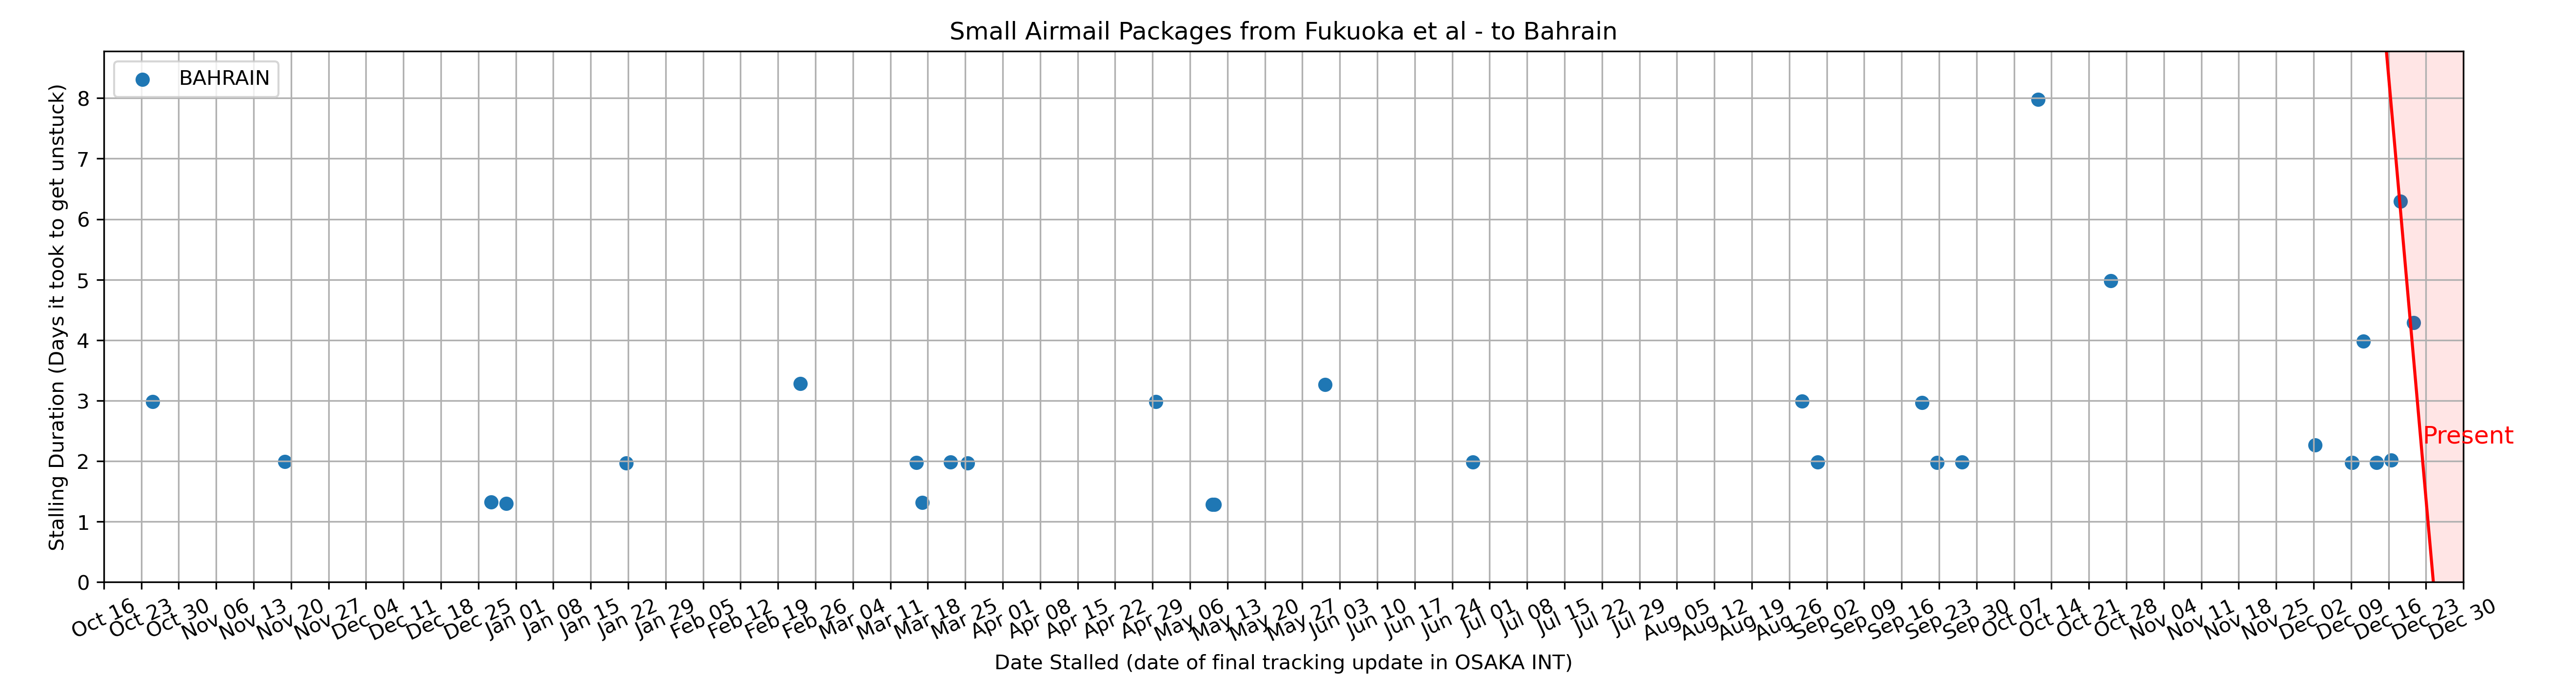 Small Airmail Packages from Fukuoka et al - to Bahrain
BAHRAIN
Stalling Duration (Days it took to get unstuck)
8
7
6
5
4
3
2
1
0
Present
Oct 16
Oct 23
Oct 30
Nov 06
Nov 13
Nov 20
Nov 27
Dec 04
Dec 11
Dec 18
Dec 25
Jan 01
Jan 08
Jan 15
Jan 22
Jan 29
Feb 05
Feb 12
Feb 19
Feb 26
Mar 04
Mar 11
Mar 18
Mar 25
Apr 01
Apr 08
Apr 15
Apr 22
Apr 29
May 06
May 13
May 20
May 27
Jun 03
Jun 10
Jun 17
Jun 24
Jul 01
Jul 08
Jul 15
Jul 22
Jul 29
Aug 05
Aug 12
Aug 19
Aug 26
Sep 02
Sep 09
Sep 16
Sep 23
Sep 30
Oct 07
Oct 14
Oct 21
Oct 28
Nov 04
Nov 11
Nov 18
Nov 25
Dec 02
Dec 09
Dec 16
Dec 23
Dec 30
Date Stalled (date of final tracking update in OSAKA INT)